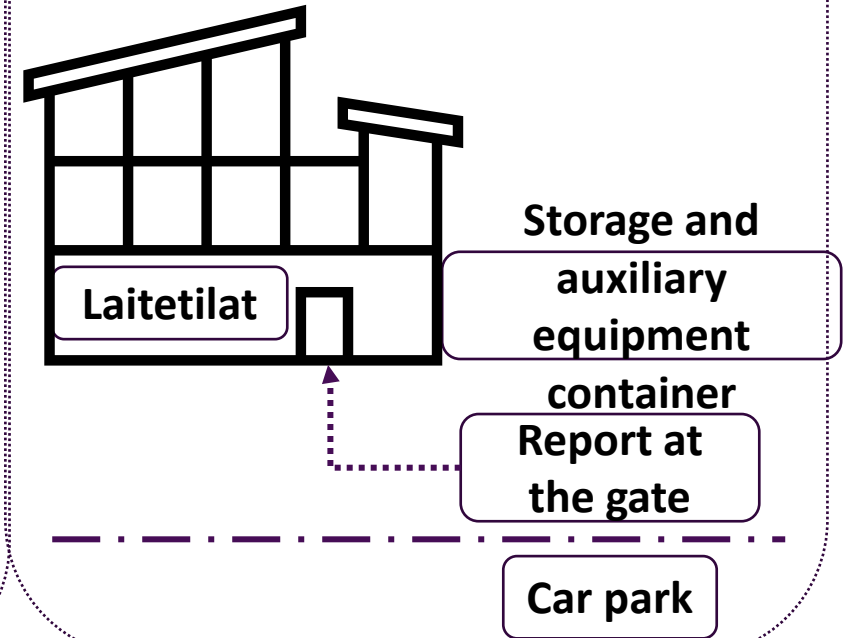 Storage and
auxiliary
equipment
container
Laitetilat
Report at
the gate
Car park